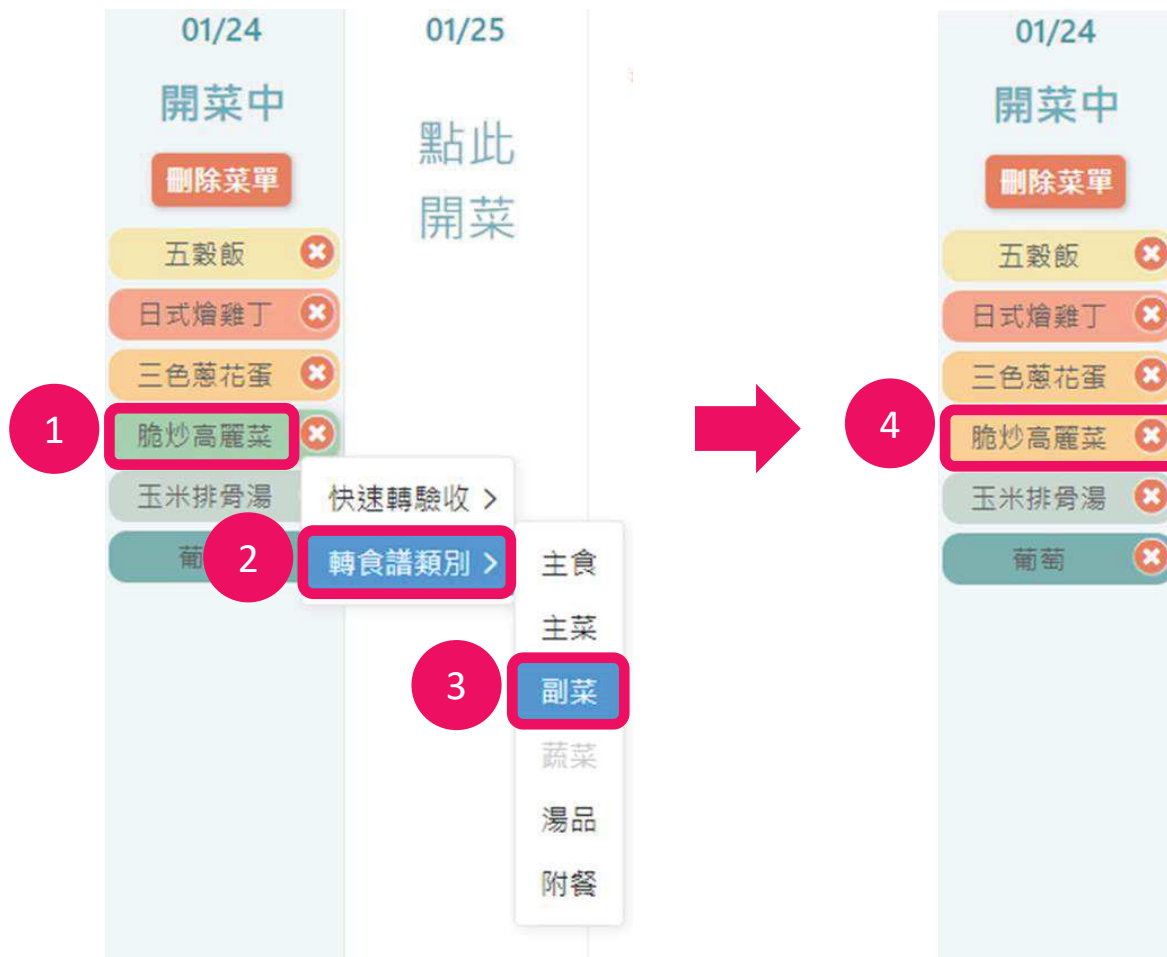 01/24
開菜中
刪除菜單
五穀飯
日式燴雞丁
三色蔥花蛋
1
脆炒高麗菜
玉米排骨湯
葡
01/25
點此
開菜
快速轉驗收 >
2
轉食譜類別 >
主食
主菜
3
副菜
蔬菜
湯品
附餐
01/24
開菜中
刪除菜單
五穀飯
日式燴雞丁
三色蔥花蛋
4
脆炒高麗菜
玉米排骨湯
葡萄